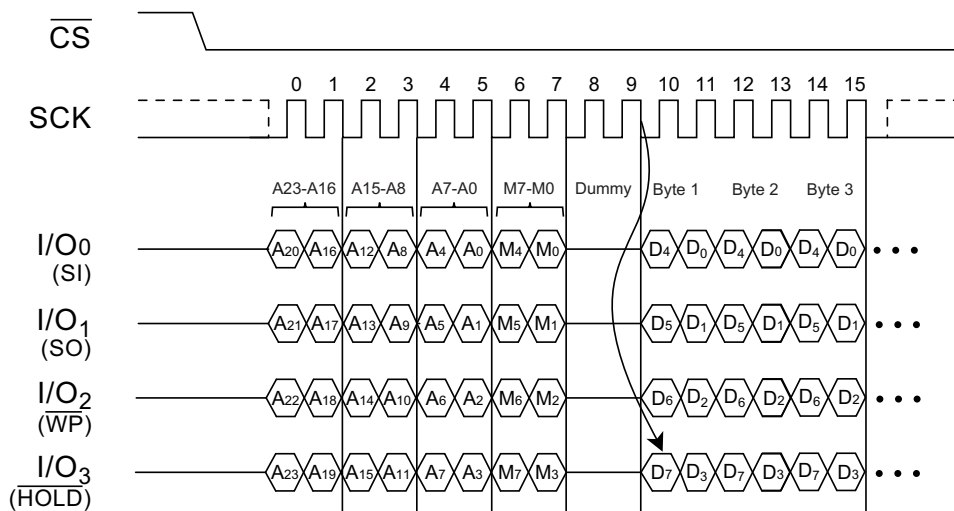 CS
0 1 2 3 4 5 6 7 8 9 10 11 12 13 14 15
SCK
A23-A16 A15-A8 A7-A0 M7-M0 Dummy Byte 1 Byte 2 Byte 3
I/O0 A20 A16 A12 A8 A4 A0 M4 M0 D4 D0 D4 D0 D4 D0
(SI)
I/O1 A21 A17 A13 A9 A5 A1 M5 M1 D5 D1 D5 D1 D5 D1
(SO)
I/O2 A22 A18 A14 A10 A6 A2 M6 M2 D6 D2 D6 D2 D6 D2
(WP)
I/O3 A23 A19 A15 A11 A7 A3 M7 M3 D7 D3 D7 D3 D7 D3
(HOLD)